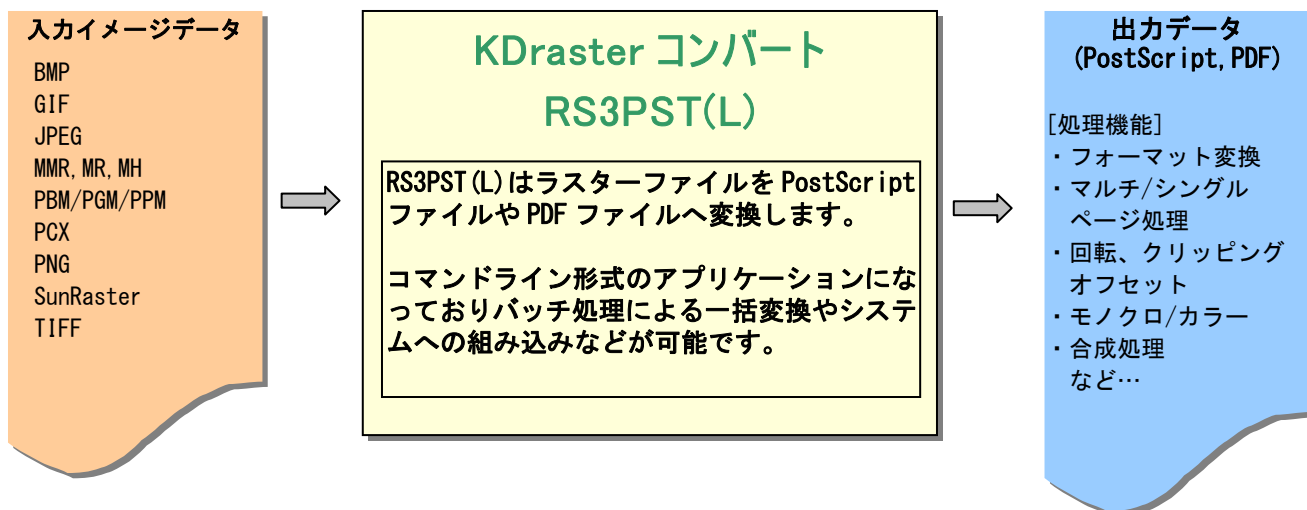 入力イメージデータ
BMP
GIF
JPEG
MMR,MR,MH
PBM/PGM/PPM
PCX
PNG
SunRaster
TIFF
KDraster コンバート
RS3PST(L)
RS3PST(L)はラスターファイルを PostScript
ファイルや PDF ファイルへ変換します。
コマンドライン形式のアプリケーションにな
っておりバッチ処理による一括変換やシステ
ムへの組み込みなどが可能です。
出力データ
(PostScript,PDF)
[処理機能]
・フォーマット変換
・マルチ/シングル
ページ処理
・回転、クリッピング
オフセット
・モノクロ/カラー
・合成処理
など…